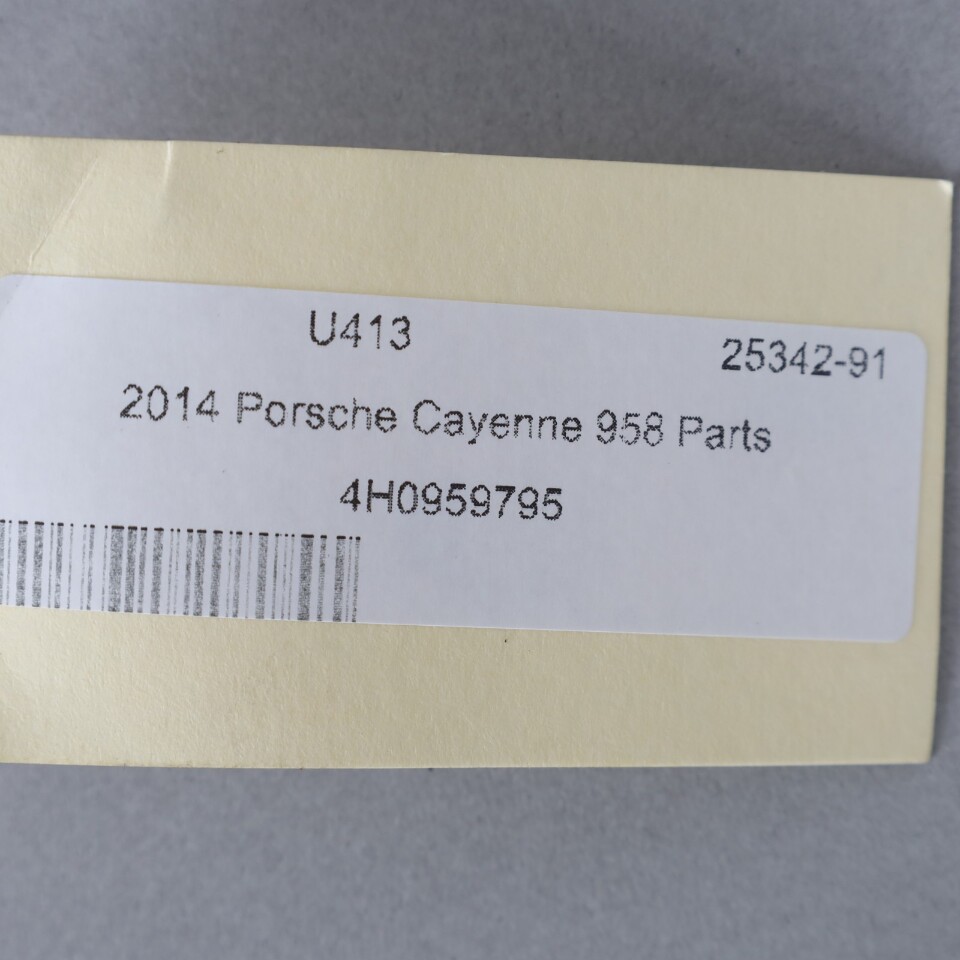 U413 25342-91
2014 Porsche Cayenne 958 Parts
4H0959795